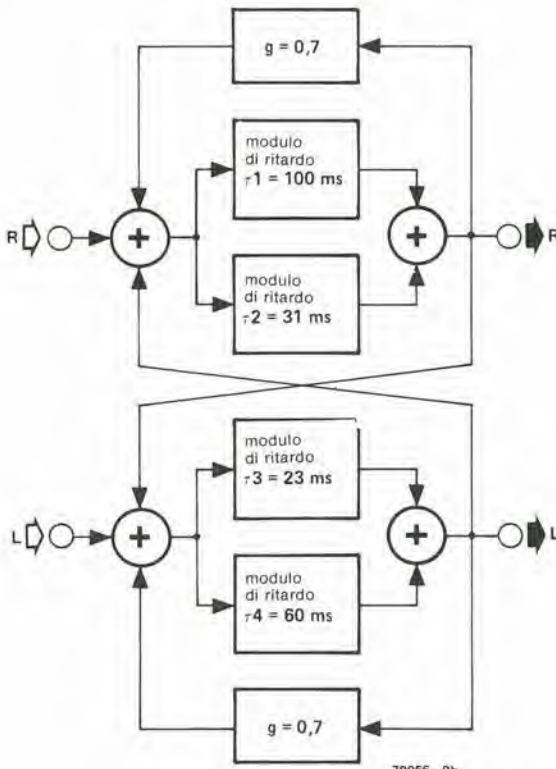 g = 0,7
modulo
di ritardo
τ1 = 100 ms
R
+
+
R
modulo
di ritardo
τ2 = 31 ms
modulo
di ritardo
τ3 = 23 ms
L
+
+
L
modulo
di ritardo
τ4 = 60 ms
g = 0,7